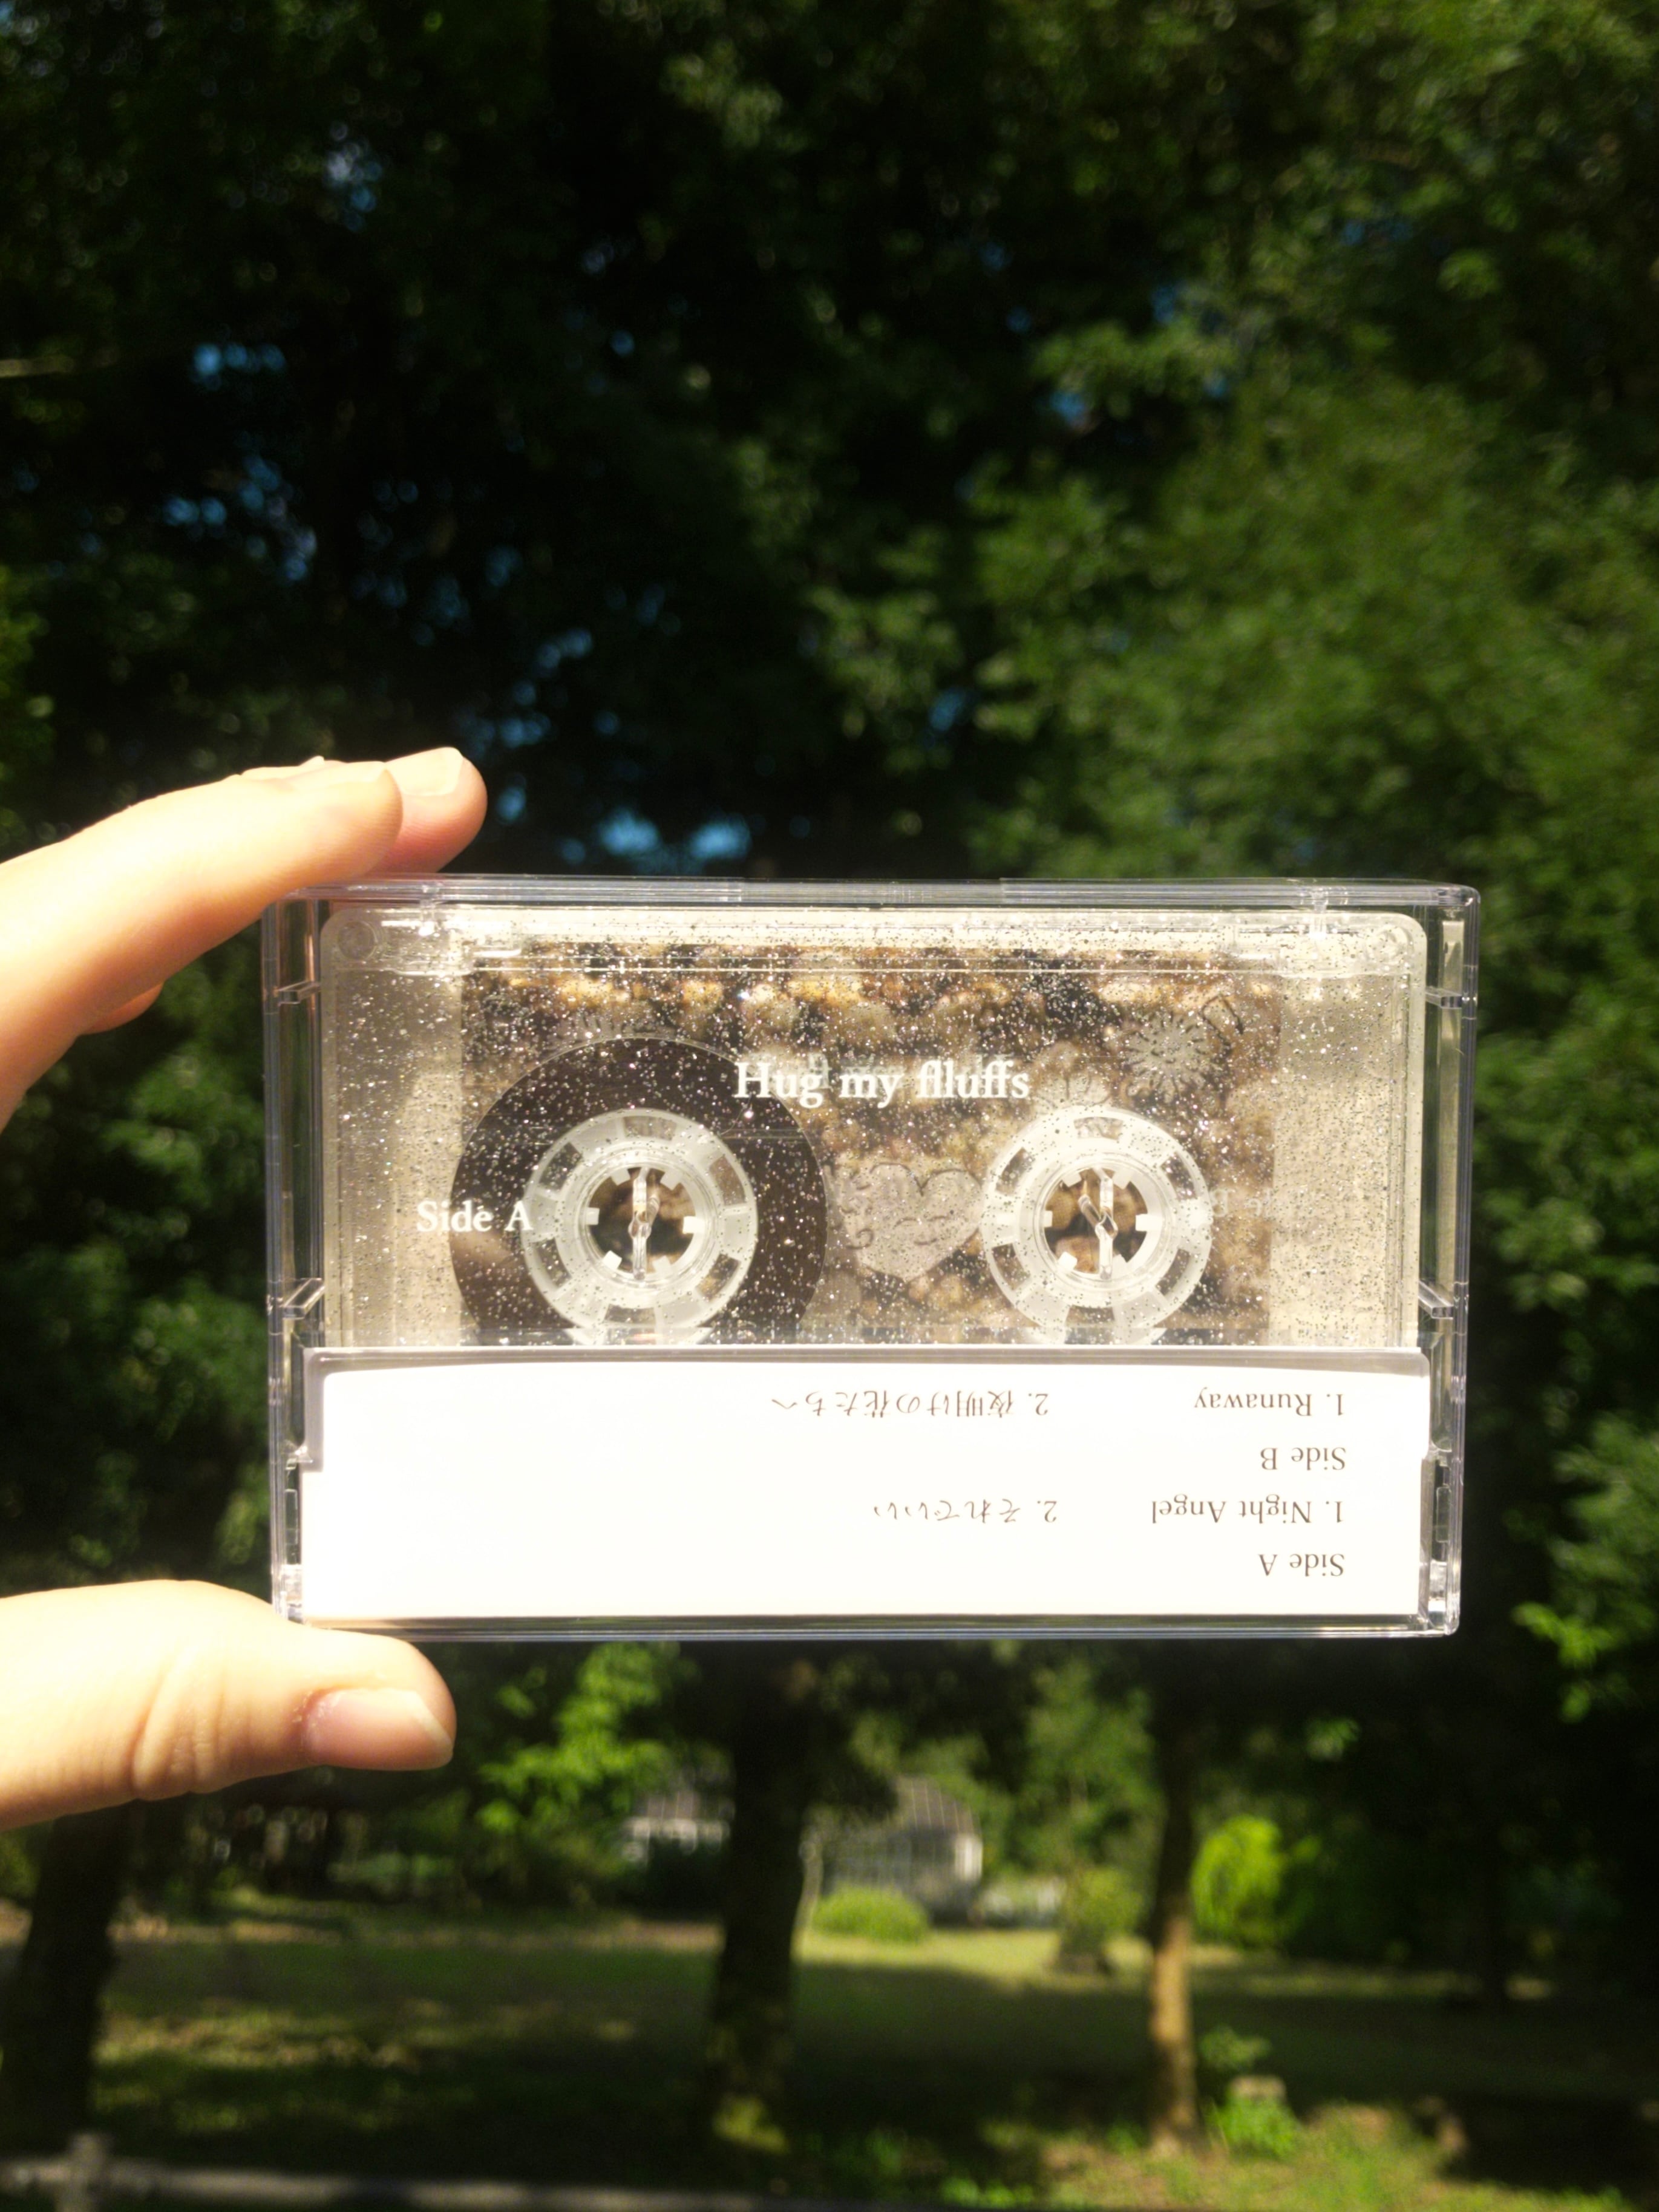 Hug my flluffs
Side A
Side A
1. Night Angel 2. それでいい
Side B
1. Runaway 2. 夜明けの花たちへ